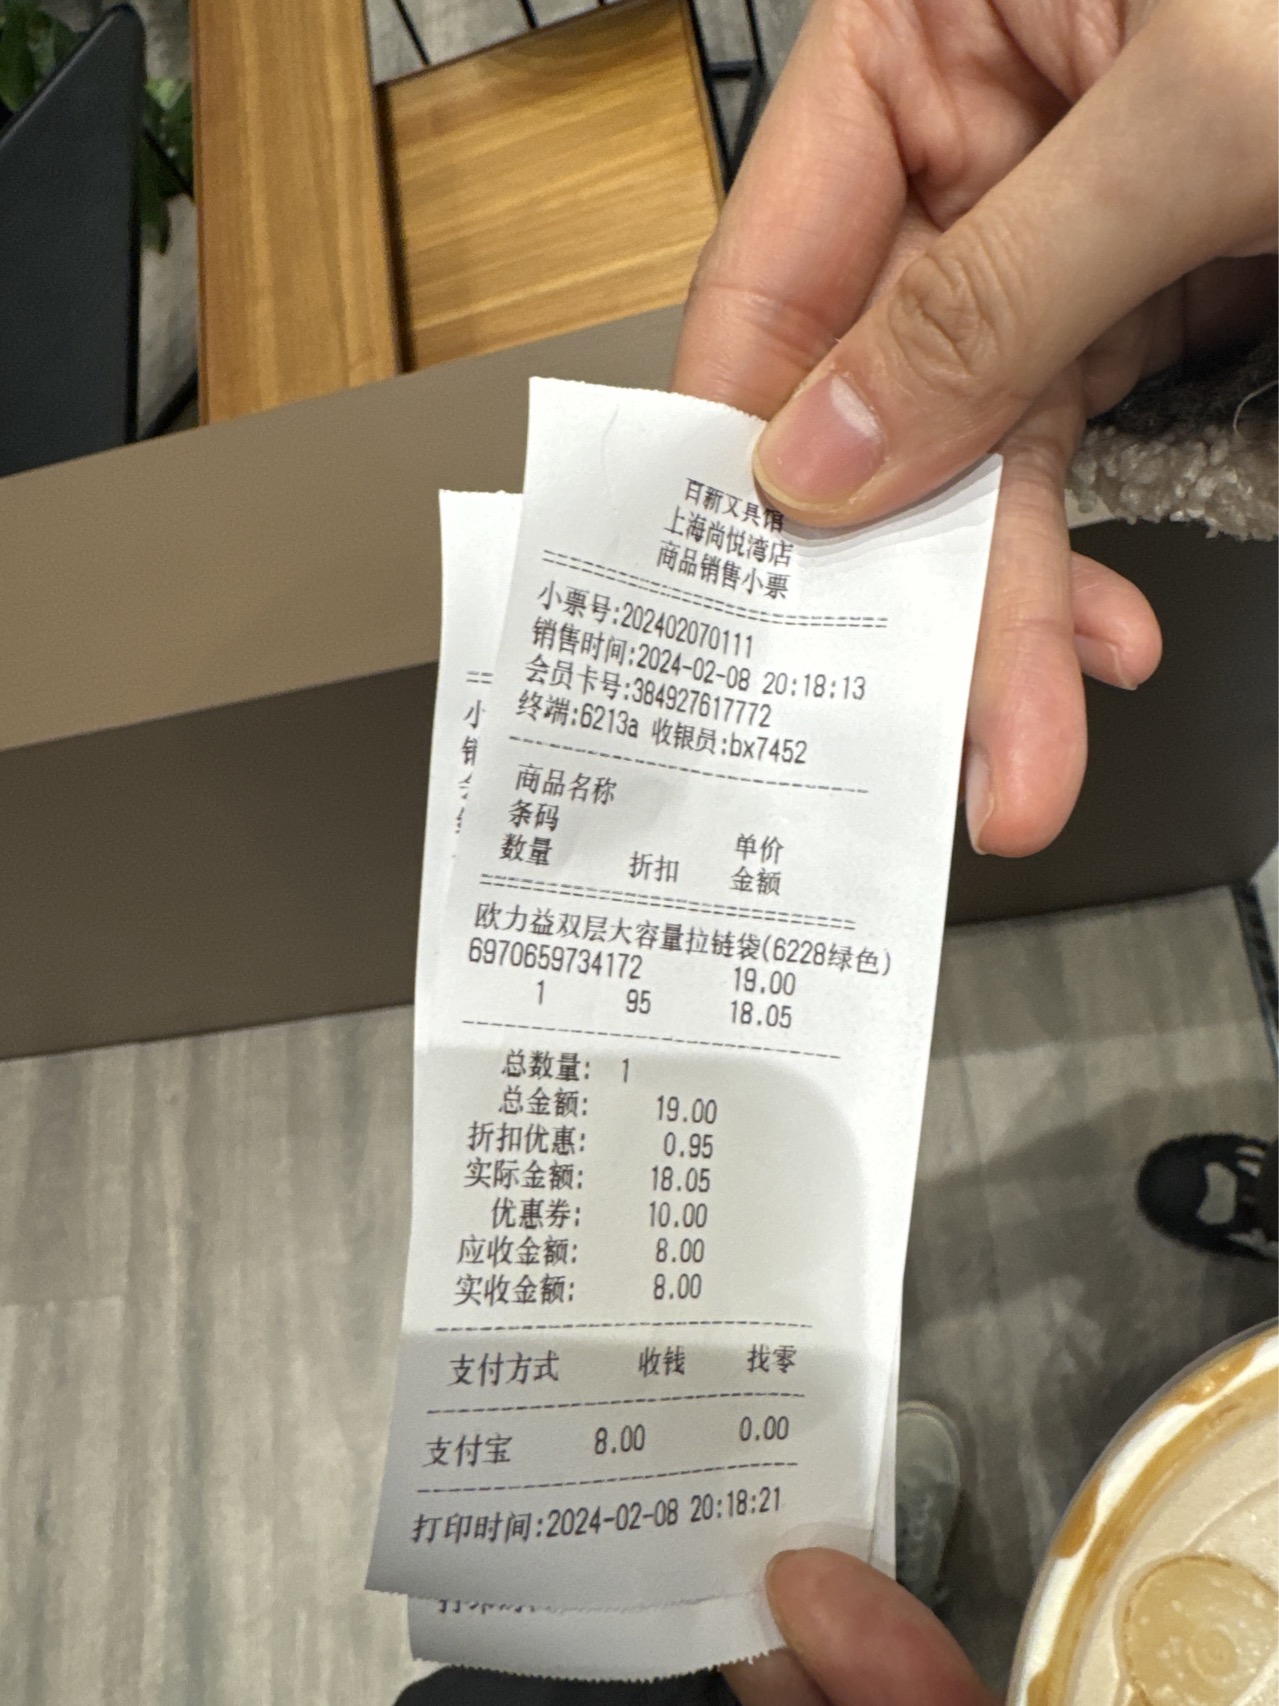 百新文具馆
上海尚悦湾店
商品销售小票
小票号:202402070111
销售时间:2024-02-08 20:18:13
会员卡号:384927617772
终端:6213a 收银员:bx7452
商品名称
条码 单价
数量 折扣 金额
欧力益双层大容量拉链袋(6228绿色)
6970659734172 19.00
1 95 18.05
总数量: 1
总金额: 19.00
折扣优惠: 0.95
实际金额: 18.05
优惠券: 10.00
应收金额: 8.00
实收金额: 8.00
支付方式 收钱 找零
支付宝 8.00 0.00
打印时间:2024-02-08 20:18:21